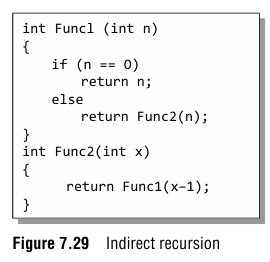 int Funcl (int n)
{
if (n == 0)
return n;
else
return Func2(n);
}
int Func2(int x)
{
return Func1(x–1);
}
Figure 7.29 Indirect recursion